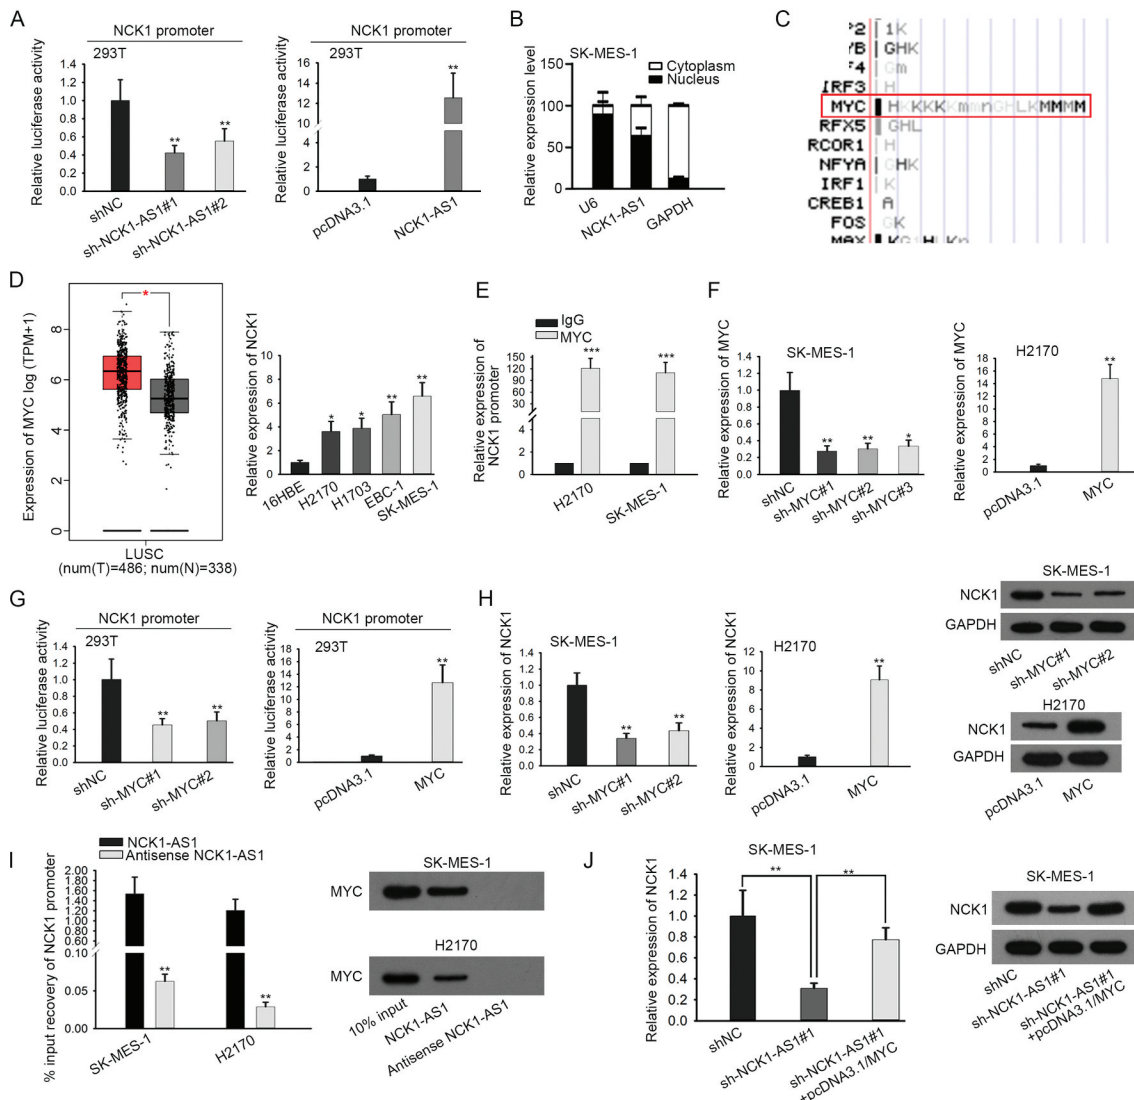 A
NCK1 promoter
293T
Relative luciferase activity
1.4
1.2
1.0
0.8
0.6
0.4
0.2
0.0
**
**
shNC
sh-NCK1-AS1#1
sh-NCK1-AS1#2
NCK1 promoter
293T
Relative luciferase activity
16
14
12
10
8
6
4
2
0
**
pcDNA3.1
NCK1-AS1
B
SK-MES-1
Cytoplasm
Nucleus
Relative expression level
200
150
100
50
0
U6
NCK1-AS1
GAPDH
C
IRF3 H
MYC
RFX5 GHL
RCOR1 H
NFYA GHK
IRF1 K
CREB1 A
FOS GK
MAX
D
Expression of MYC log (TPM+1)
8
6
4
2
0
*
LUSC
(num(T)=486; num(N)=338)
Relative expression of NCK1
10
8
6
4
2
0
*
*
**
**
16HBE
H2170
H1703
EBC-1
SK-MES-1
E
IgG
MYC
Relative expression of
NCK1 promoter
150
120
90
60
30
4
2
0
***
***
H2170
SK-MES-1
F
SK-MES-1
Relative expression of MYC
1.4
1.2
1.0
0.8
0.6
0.4
0.2
0.0
**
**
*
shNC
sh-MYC#1
sh-MYC#2
sh-MYC#3
H2170
Relative expression of MYC
18
16
14
12
10
8
6
4
2
0
**
pcDNA3.1
MYC
G
NCK1 promoter
293T
Relative luciferase activity
1.4
1.2
1.0
0.8
0.6
0.4
0.2
0.0
**
**
shNC
sh-MYC#1
sh-MYC#2
NCK1 promoter
293T
Relative luciferase activity
18
16
14
12
10
8
6
4
2
0
**
pcDNA3.1
MYC
H
SK-MES-1
Relative expression of NCK1
1.4
1.2
1.0
0.8
0.6
0.4
0.2
0.0
**
**
shNC
sh-MYC#1
sh-MYC#2
H2170
Relative expression of NCK1
12
10
8
6
4
2
0
**
pcDNA3.1
MYC
SK-MES-1
NCK1
GAPDH
shNC
sh-MYC#1
sh-MYC#2
H2170
NCK1
GAPDH
pcDNA3.1
MYC
I
NCK1-AS1
Antisense NCK1-AS1
% input recovery of NCK1 promoter
2.00
1.80
1.60
1.40
1.20
1.00
0.80
0.60
0.10
0.05
0.00
**
**
SK-MES-1
H2170
SK-MES-1
MYC
H2170
MYC
10% input
NCK1-AS1
Antisense NCK1-AS1
J
SK-MES-1
Relative expression of NCK1
1.4
1.2
1.0
0.8
0.6
0.4
0.2
0.0
**
**
shNC
sh-NCK1-AS1#1
sh-NCK1-AS1#1
+pcDNA3.1/MYC
SK-MES-1
NCK1
GAPDH
shNC
sh-NCK1-AS1#1
sh-NCK1-AS1#1
+pcDNA3.1/MYC